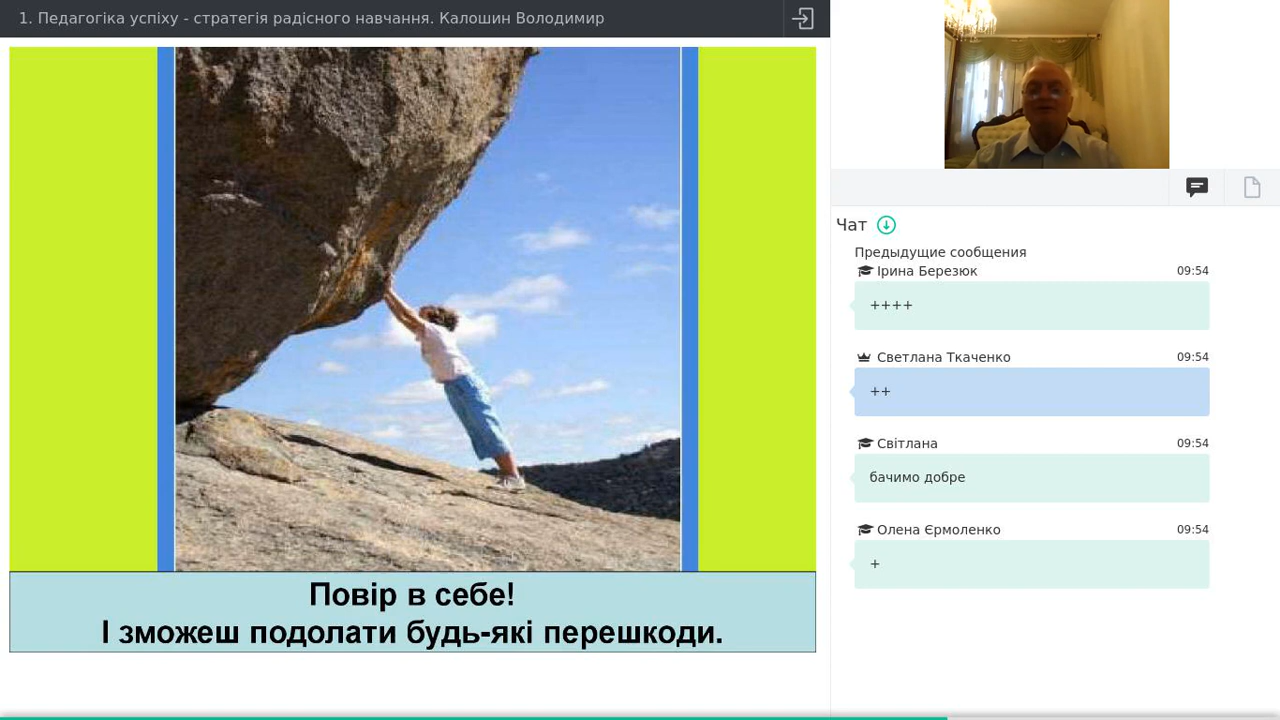 1. Педагогіка успіху - стратегія радісного навчання. Калошин Володимир
Повір в себе!
І зможеш подолати будь-які перешкоди.
Чат
Предыдущие сообщения
Ірина Березюк 09:54
++++
Светлана Ткаченко 09:54
++
Світлана 09:54
бачимо добре
Олена Єрмоленко 09:54
+